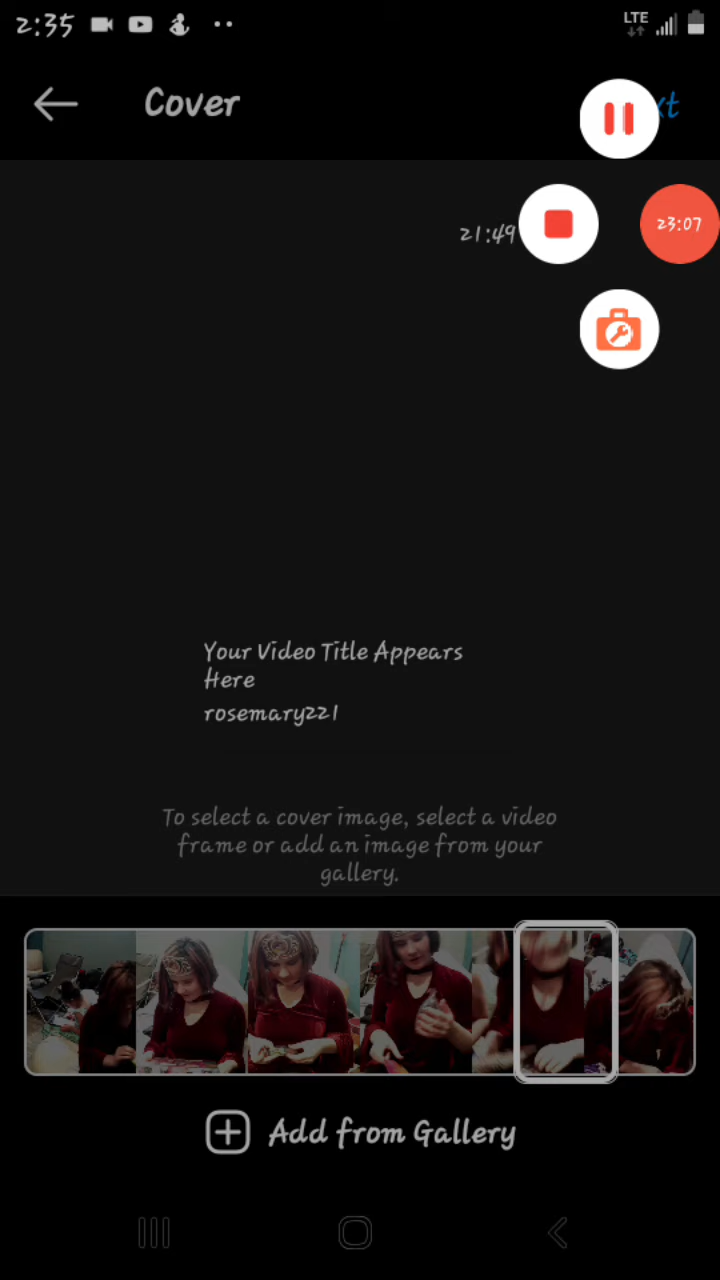 2:35
LTE
Cover
xt
21:49
23:07
Your Video Title Appears
Here
rosemary221
To select a cover image, select a video
frame or add an image from your
gallery.
Add from Gallery